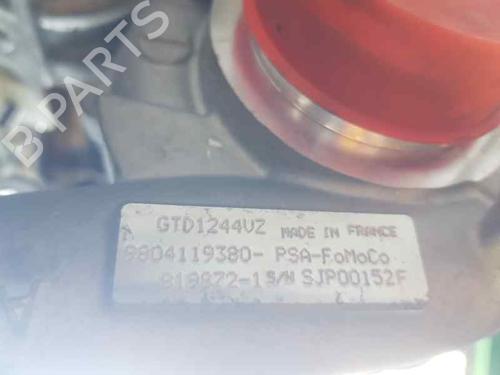 B-PARTS
GTD1244VZ MADE IN FRANCE
9804119380- PSA-FoMoCo
819872-1 S/N SJP00152F